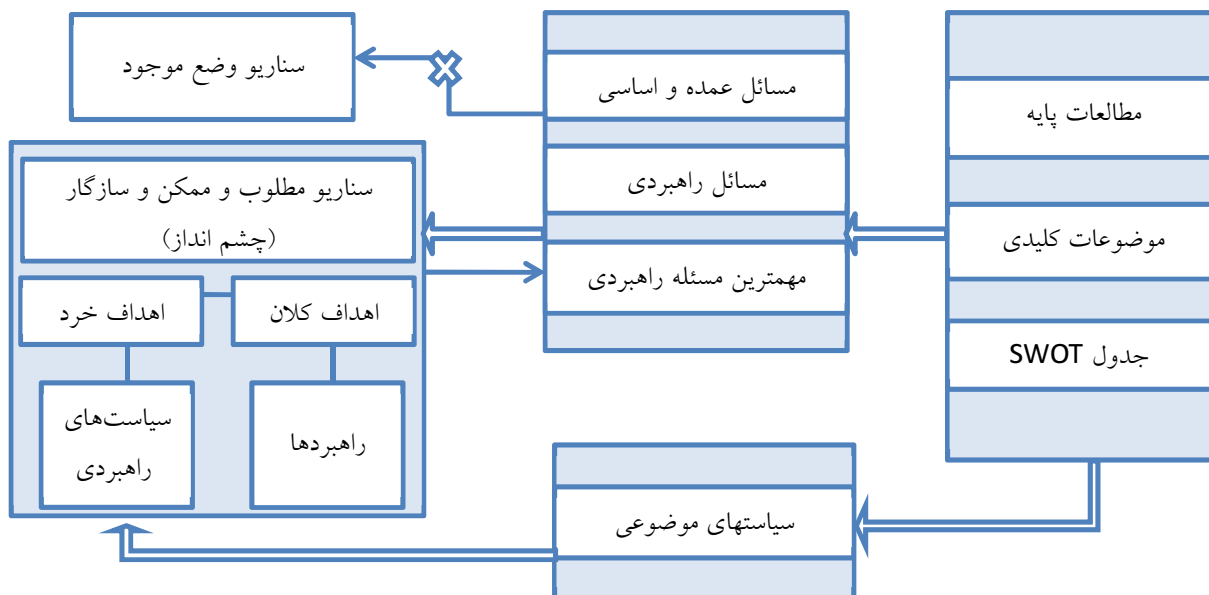 مطالعات پایه
موضوعات کلیدی
جدول SWOT
مسائل عمده و اساسی
مسائل راهبردی
مهمترین مسئله راهبردی
سیاستهای موضوعی
سناریو وضع موجود
سناریو مطلوب و ممکن و سازگار
(چشم انداز)
اهداف کلان
اهداف خرد
راهبردها
سیاست‌های
راهبردی